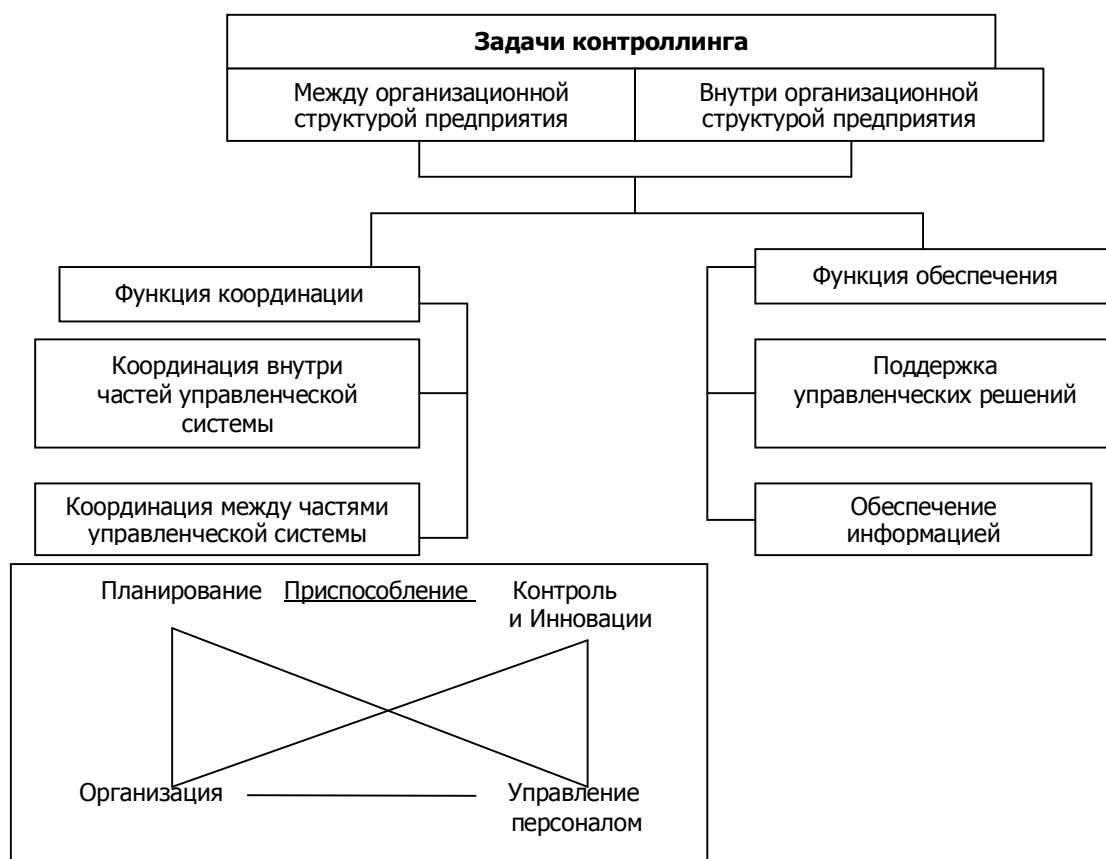 Задачи контроллинга
Между организационной
структурой предприятия
Внутри организационной
структурой предприятия
Функция координации
Функция обеспечения
Координация внутри
частей управленческой
системы
Поддержка
управленческих решений
Координация между частями
управленческой системы
Обеспечение
информацией
Планирование Приспособление Контроль
и Инновации
Организация
Управление
персоналом